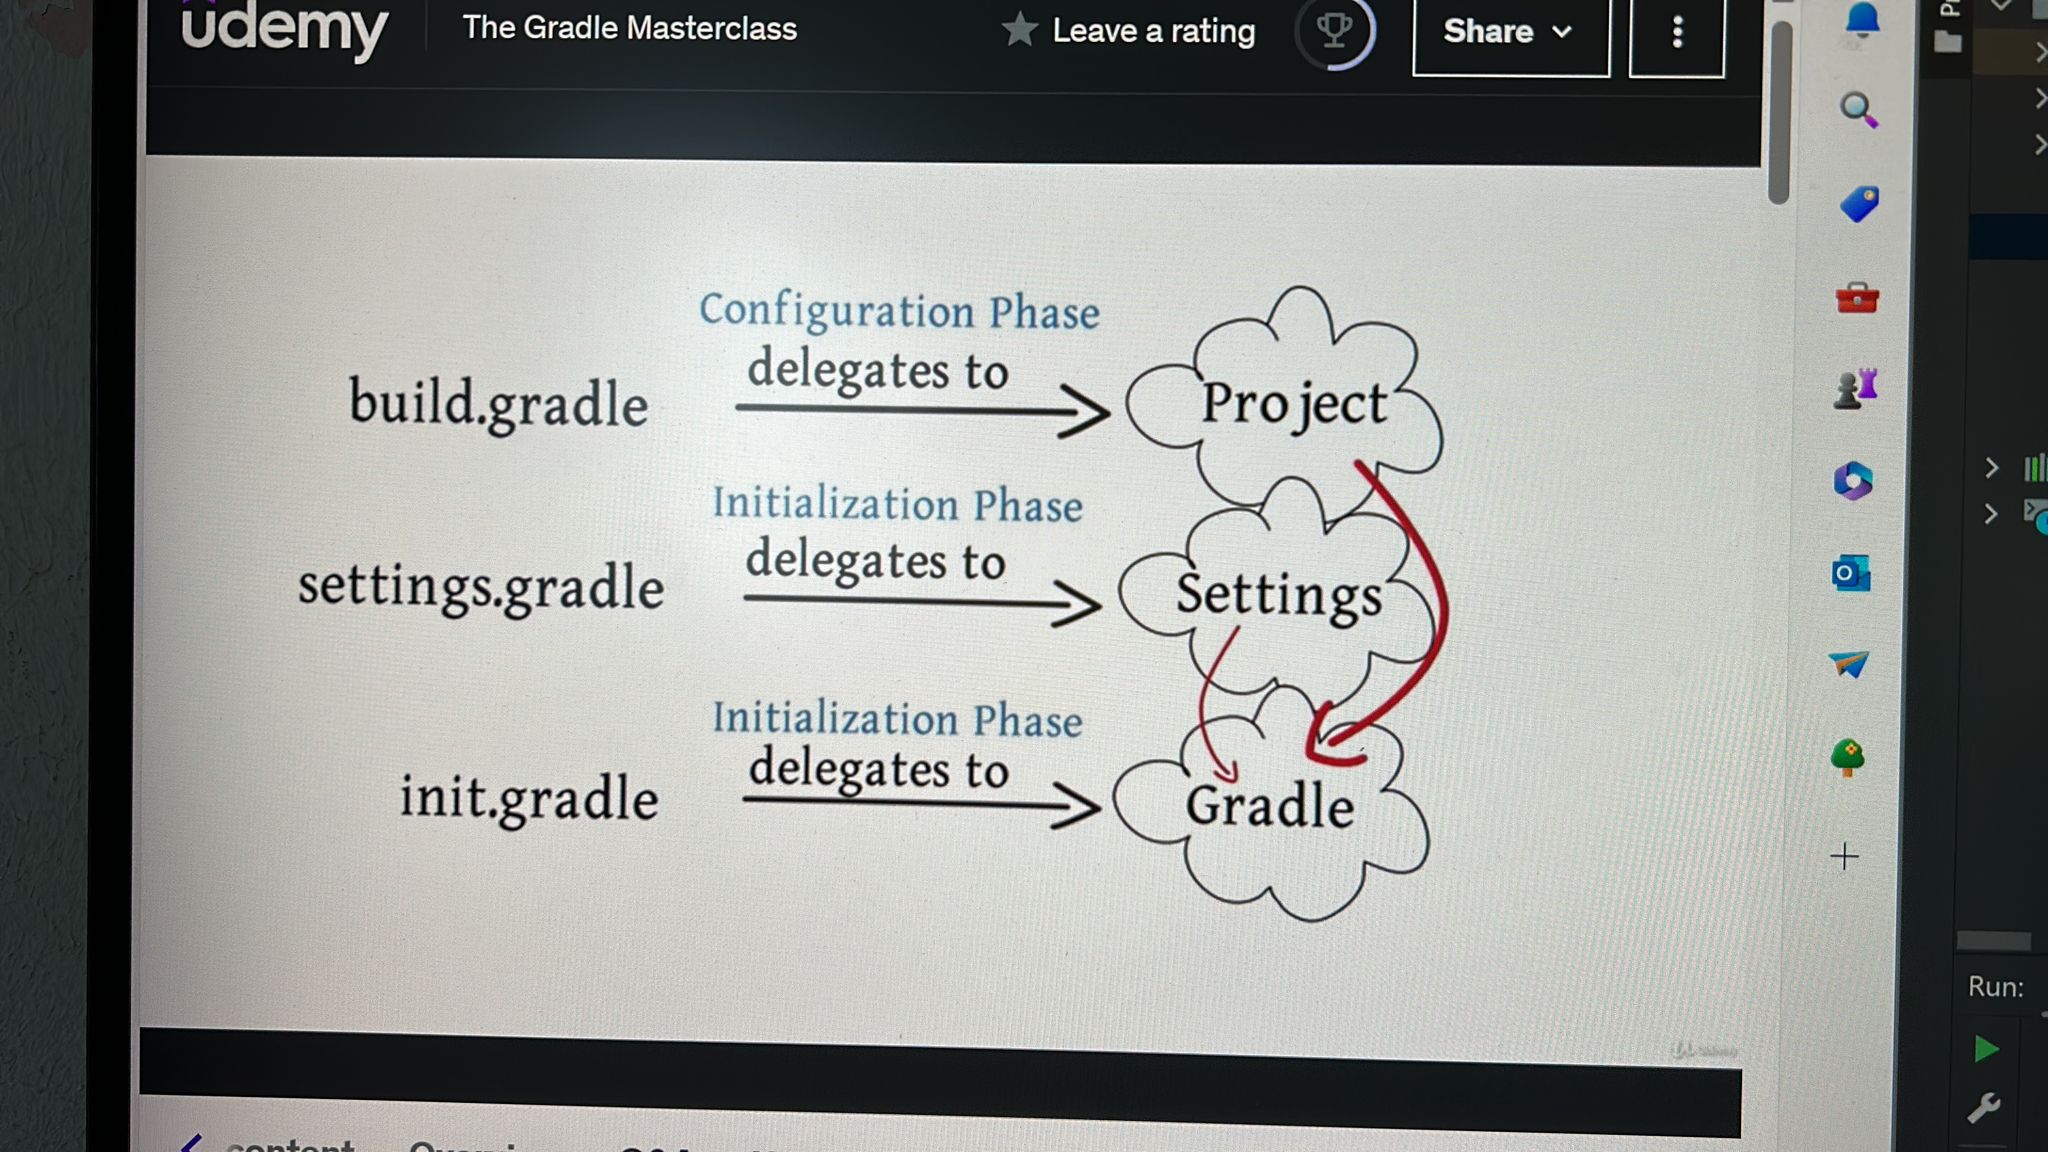 udemy
The Gradle Masterclass
Leave a rating
Share
Configuration Phase
build.gradle
delegates to
Project
Initialization Phase
settings.gradle
delegates to
Settings
Initialization Phase
init.gradle
delegates to
Gradle
Run:
content